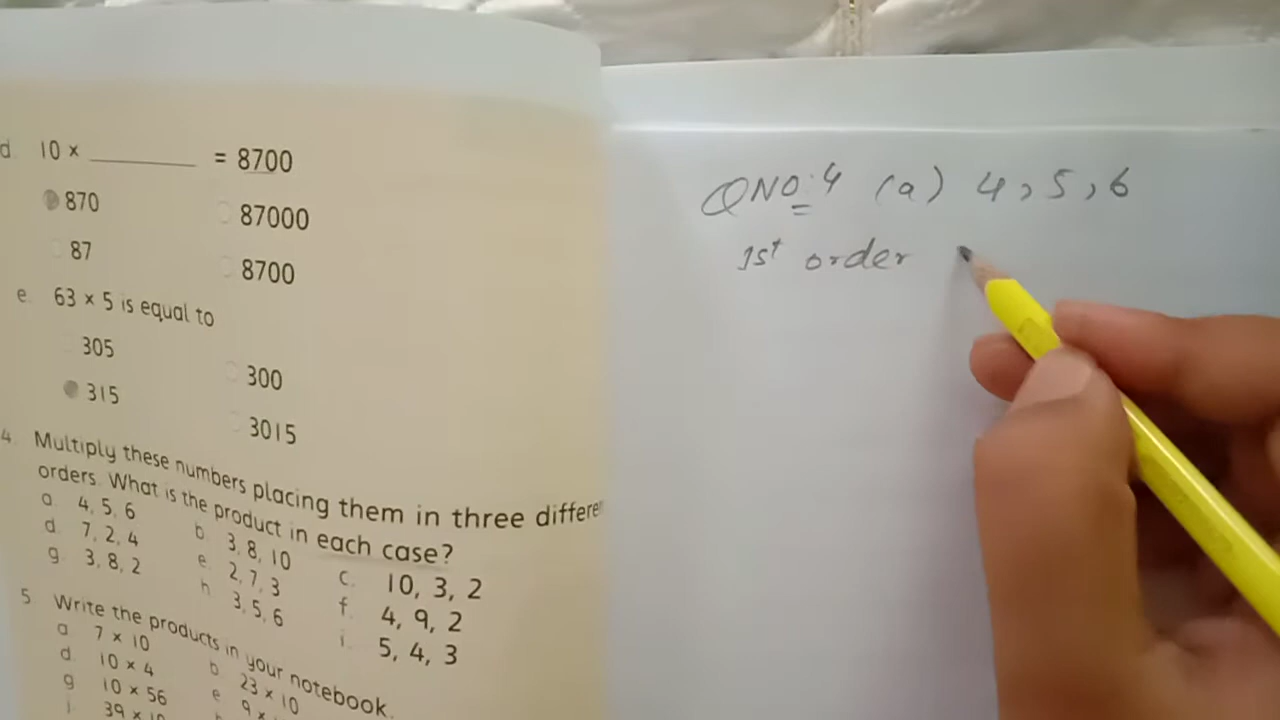 d. 10 × ________ = 8700
870 87000
87 8700
e. 63 × 5 is equal to
305 300
315 3015
4. Multiply these numbers placing them in three
orders. What is the product in each case?
a. 4, 5, 6 b. 3, 8, 10 c. 10, 3, 2
d. 7, 2, 4 e. 2, 7, 3 f. 4, 9, 2
g. 3, 8, 2 h 3, 5, 6 i. 5, 4, 3
5. Write the products in your notebook.
a 7 × 10 b 23 × 10
d. 10 × 4 e 9 ×
g 10 × 56
39 × 10
QNO:4 (a) 4, 5, 6
1st order